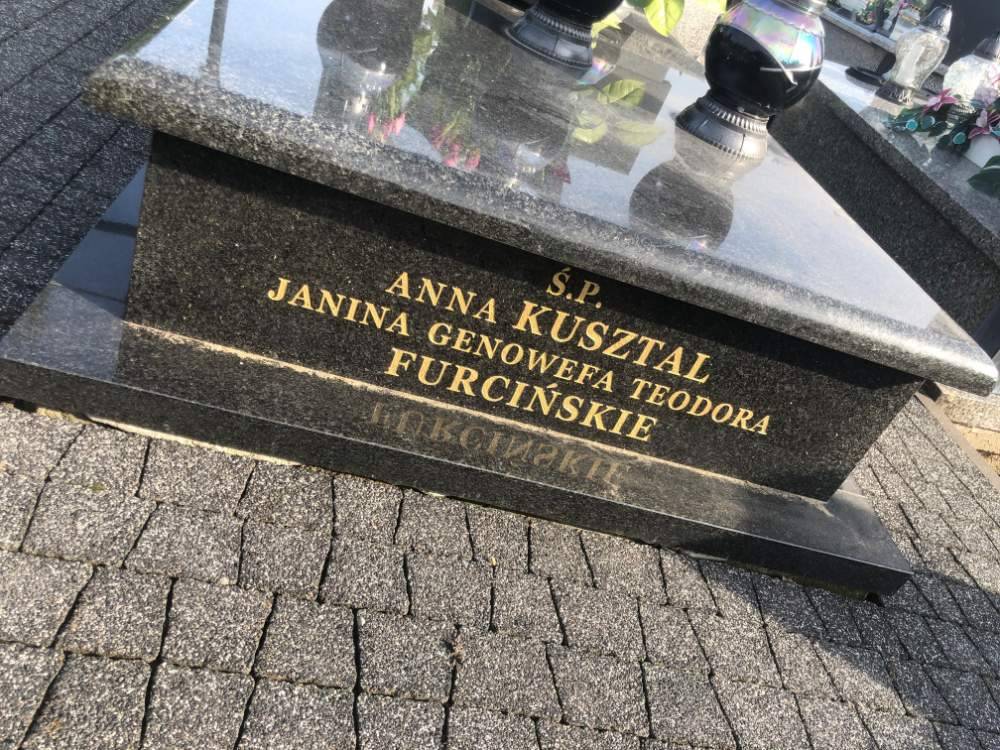 Ś.P.
ANNA KUSZTAL
JANINA GENOWEFA TEODORA
FURCIŃSKIE